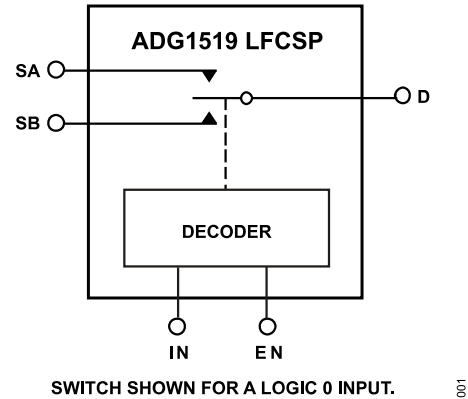 ADG1519 LFCSP
SA
D
SB
DECODER
IN
EN
SWITCH SHOWN FOR A LOGIC 0 INPUT.
001